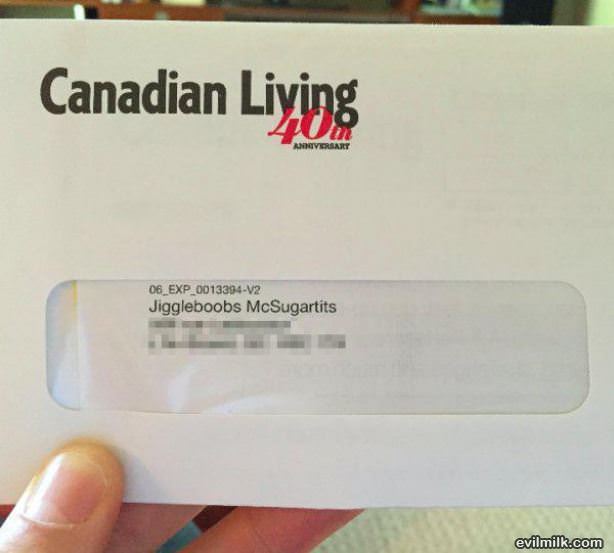 Canadian Living
40th
ANNIVERSARY
06_EXP_0013394-V2
Jiggleboobs McSugartits
evilmilk.com